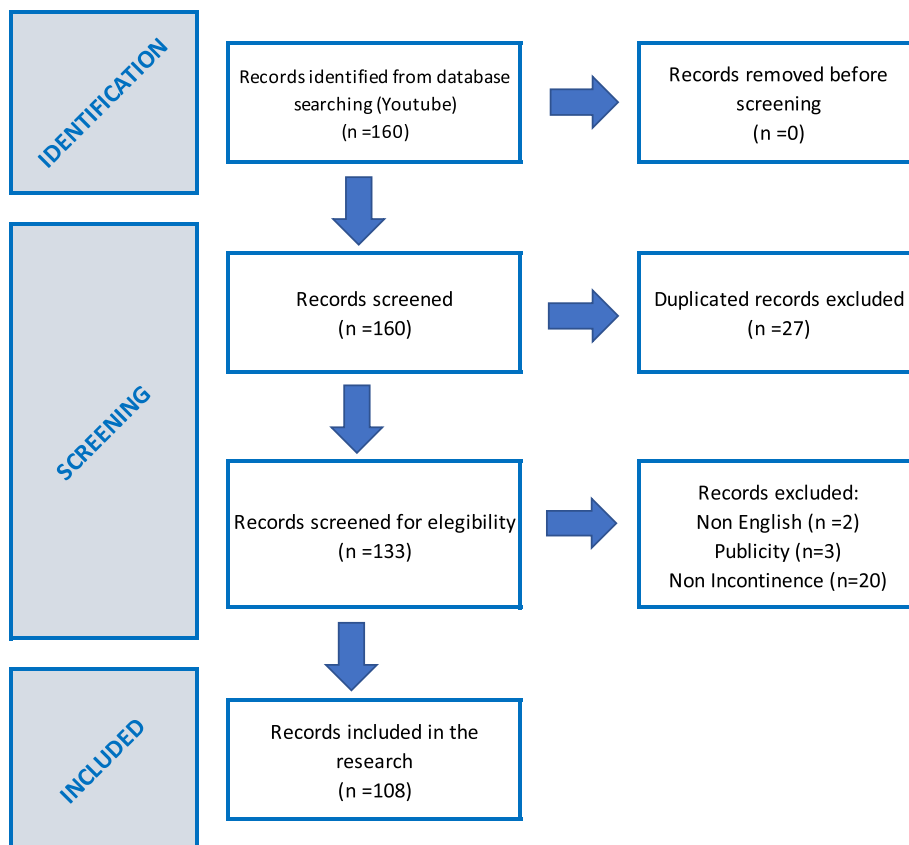 IDENTIFICATION
Records identified from database
searching (Youtube)
(n =160)
Records removed before
screening
(n =0)
SCREENING
Records screened
(n =160)
Duplicated records excluded
(n =27)
Records screened for elegibility
(n =133)
Records excluded:
Non English (n =2)
Publicity (n=3)
Non Incontinence (n=20)
INCLUDED
Records included in the
research
(n =108)